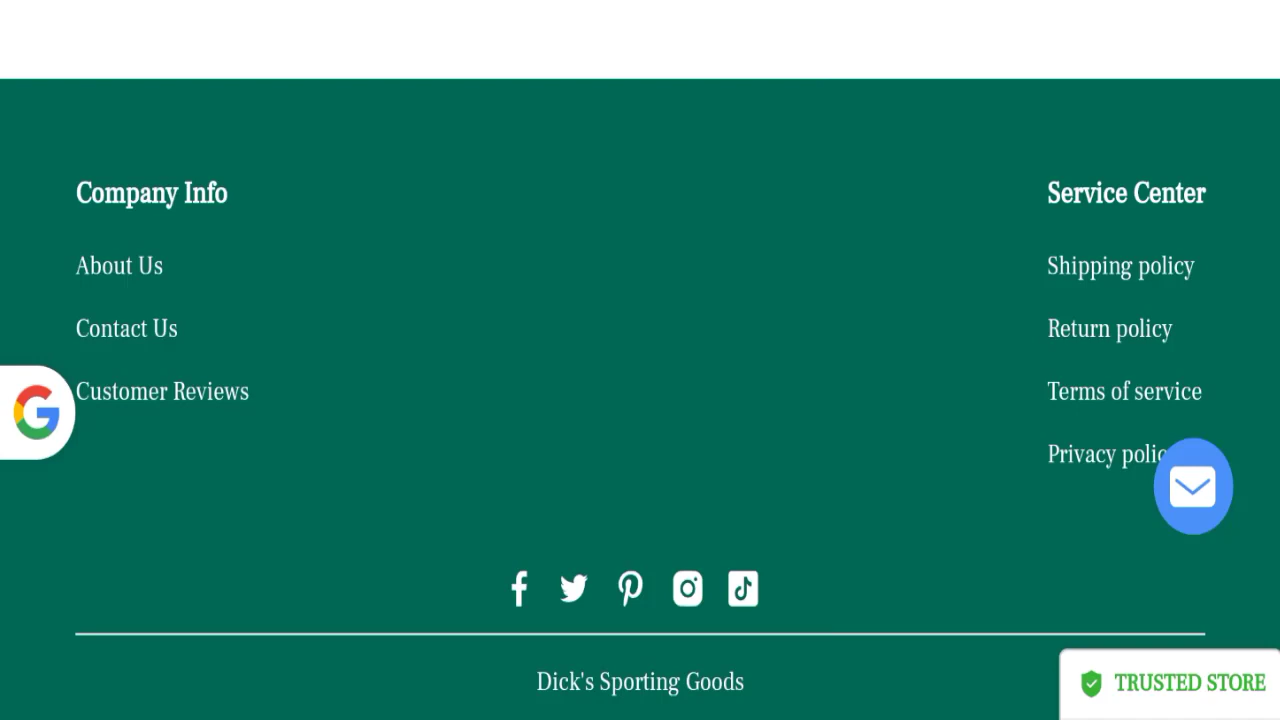 Company Info
About Us
Contact Us
Customer Reviews
Service Center
Shipping policy
Return policy
Terms of service
Privacy polic
Dick's Sporting Goods
TRUSTED STORE